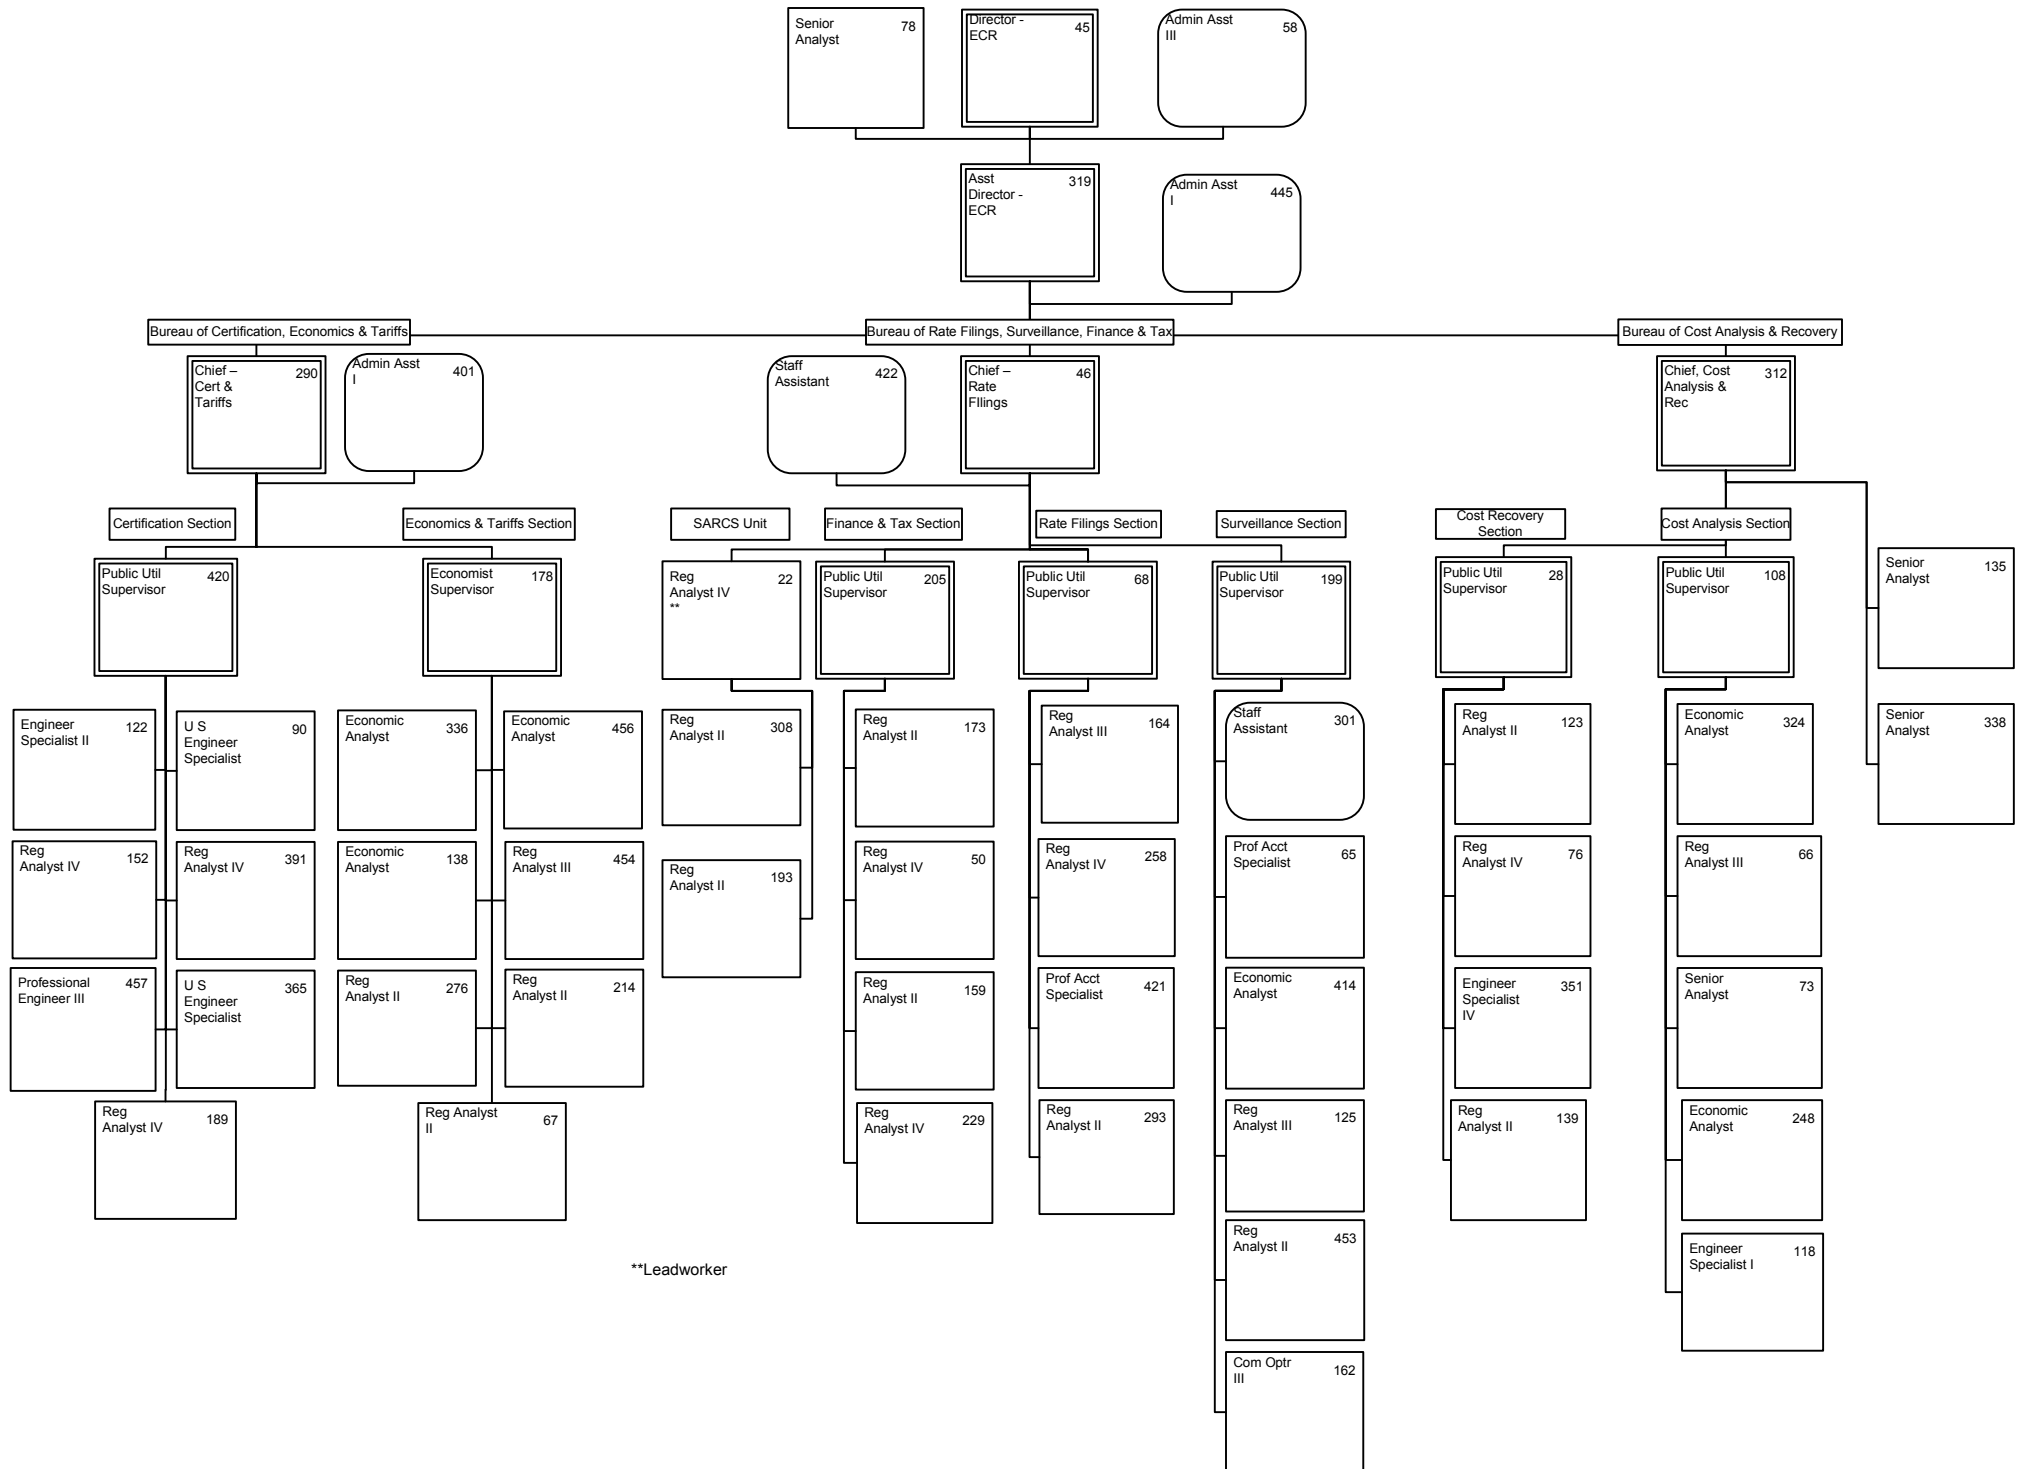 Senior
Analyst
78
Director -
ECR
45
Admin Asst
III
58
Asst
Director -
ECR
319
Admin Asst
I
445
Bureau of Certification, Economics & Tariffs
Bureau of Rate Filings, Surveillance, Finance & Tax
Bureau of Cost Analysis & Recovery
Chief –
Cert &
Tariffs
290
Admin Asst
I
401
Staff
Assistant
422
Chief –
Rate
FIlings
46
Chief, Cost
Analysis &
Rec
312
Certification Section
Economics & Tariffs Section
SARCS Unit
Finance & Tax Section
Rate Filings Section
Surveillance Section
Cost Recovery
Section
Cost Analysis Section
Public Util
Supervisor
420
Economist
Supervisor
178
Reg
Analyst IV
**
22
Public Util
Supervisor
205
Public Util
Supervisor
68
Public Util
Supervisor
199
Public Util
Supervisor
28
Public Util
Supervisor
108
Senior
Analyst
135
Engineer
Specialist II
122
U S
Engineer
Specialist
90
Economic
Analyst
336
Economic
Analyst
456
Reg
Analyst II
308
Reg
Analyst II
173
Reg
Analyst III
164
Staff
Assistant
301
Reg
Analyst II
123
Economic
Analyst
324
Senior
Analyst
338
Reg
Analyst IV
152
Reg
Analyst IV
391
Economic
Analyst
138
Reg
Analyst III
454
Reg
Analyst II
193
Reg
Analyst IV
50
Reg
Analyst IV
258
Prof Acct
Specialist
65
Reg
Analyst IV
76
Reg
Analyst III
66
Professional
Engineer III
457
U S
Engineer
Specialist
365
Reg
Analyst II
276
Reg
Analyst II
214
Reg
Analyst II
159
Prof Acct
Specialist
421
Economic
Analyst
414
Engineer
Specialist
IV
351
Senior
Analyst
73
Reg
Analyst IV
189
Reg Analyst
II
67
Reg
Analyst IV
229
Reg
Analyst II
293
Reg
Analyst III
125
Reg
Analyst II
139
Economic
Analyst
248
Reg
Analyst II
453
Engineer
Specialist I
118
**Leadworker
Com Optr
III
162